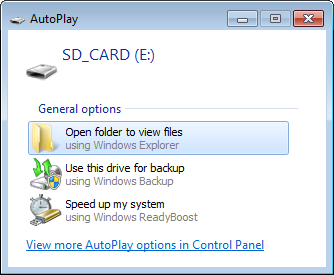 AutoPlay
SD_CARD (E:)
General options
Open folder to view files
using Windows Explorer
Use this drive for backup
using Windows Backup
Speed up my system
using Windows ReadyBoost
View more AutoPlay options in Control Panel